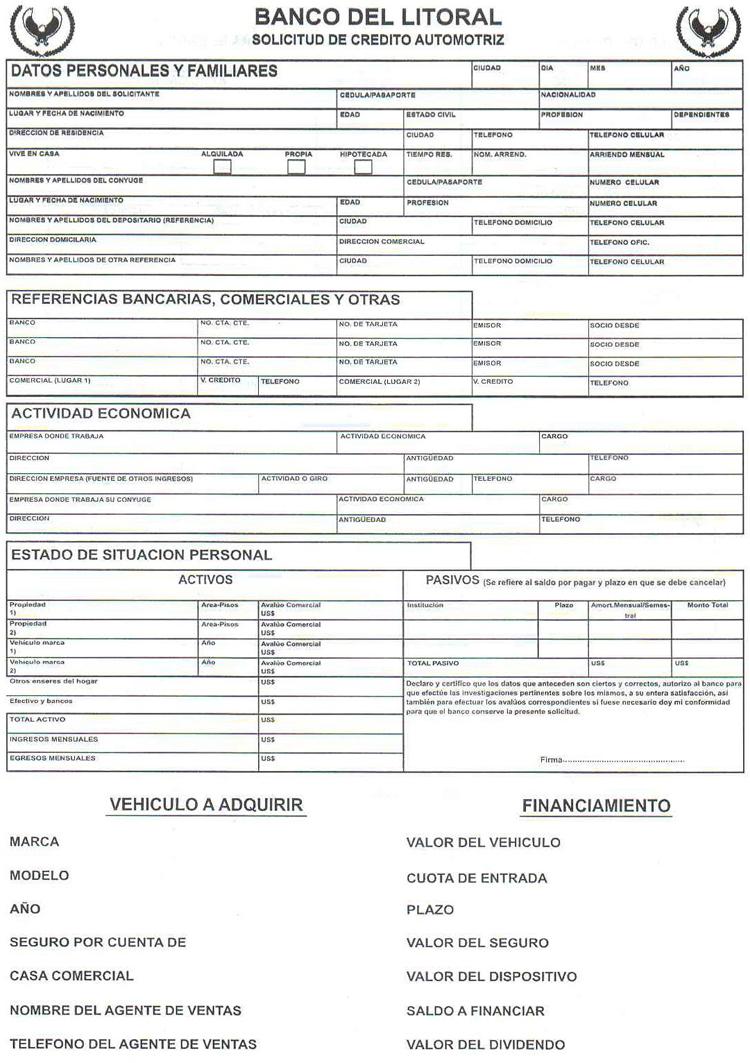 BANCO DEL LITORAL
SOLICITUD DE CREDITO AUTOMOTRIZ
DATOS PERSONALES Y FAMILIARES CIUDAD DIA MES AÑO
NOMBRES Y APELLIDOS DEL SOLICITANTE CEDULA/PASAPORTE NACIONALIDAD
LUGAR Y FECHA DE NACIMIENTO EDAD ESTADO CIVIL PROFESION DEPENDIENTES
DIRECCION DE RESIDENCIA CIUDAD TELEFONO TELEFONO CELULAR
VIVE EN CASA ALQUILADA PROPIA HIPOTECADA TIEMPO RES. NOM. ARREND. ARRIENDO MENSUAL
NOMBRES Y APELLIDOS DEL CONYUGE CEDULA/PASAPORTE NUMERO CELULAR
LUGAR Y FECHA DE NACIMIENTO EDAD PROFESION NUMERO CELULAR
NOMBRES Y APELLIDOS DEL DEPOSITARIO (REFERENCIA) CIUDAD TELEFONO DOMICILIO TELEFONO CELULAR
DIRECCION DOMICILARIA DIRECCION COMERCIAL TELEFONO OFIC.
NOMBRES Y APELLIDOS DE OTRA REFERENCIA CIUDAD TELEFONO DOMICILIO TELEFONO CELULAR
REFERENCIAS BANCARIAS, COMERCIALES Y OTRAS
BANCO NO. CTA. CTE. NO. DE TARJETA EMISOR SOCIO DESDE
BANCO NO. CTA. CTE. NO. DE TARJETA EMISOR SOCIO DESDE
BANCO NO. CTA. CTE. NO. DE TARJETA EMISOR SOCIO DESDE
COMERCIAL (LUGAR 1) V. CREDITO TELEFONO COMERCIAL (LUGAR 2) V. CREDITO TELEFONO
ACTIVIDAD ECONOMICA
EMPRESA DONDE TRABAJA ACTIVIDAD ECONOMICA CARGO
DIRECCION ANTIGÜEDAD TELEFONO
DIRECCION EMPRESA (FUENTE DE OTROS INGRESOS) ACTIVIDAD O GIRO ANTIGÜEDAD TELEFONO CARGO
EMPRESA DONDE TRABAJA SU CONYUGE ACTIVIDAD ECONOMICA CARGO
DIRECCION ANTIGÜEDAD TELEFONO
ESTADO DE SITUACION PERSONAL
ACTIVOS PASIVOS (Se refiere al saldo por pagar y plazo en que se debe cancelar)
Propiedad Area-Pisos Avalúo Comercial Institución Plazo Amort.Mensual/Semes- Monto Total
1) US$ tral
Propiedad Area-Pisos Avalúo Comercial
2) US$
Vehículo marca Año Avalúo Comercial
1) US$
Vehículo marca Año Avalúo Comercial TOTAL PASIVO US$ US$
2) US$
Otros enseres del hogar US$
Efectivo y bancos US$
TOTAL ACTIVO US$
INGRESOS MENSUALES US$
EGRESOS MENSUALES US$
Declaro y certifico que los datos que anteceden son ciertos y correctos, autorizo al banco para
que efectúe las investigaciones pertinentes sobre los mismos, a su entera satisfacción, así
también para efectuar los avalúos correspondientes si fuese necesario doy mi conformidad
para que el banco conserve la presente solicitud.
Firma..................................................
VEHICULO A ADQUIRIR FINANCIAMIENTO
MARCA VALOR DEL VEHICULO
MODELO CUOTA DE ENTRADA
AÑO PLAZO
SEGURO POR CUENTA DE VALOR DEL SEGURO
CASA COMERCIAL VALOR DEL DISPOSITIVO
NOMBRE DEL AGENTE DE VENTAS SALDO A FINANCIAR
TELEFONO DEL AGENTE DE VENTAS VALOR DEL DIVIDENDO